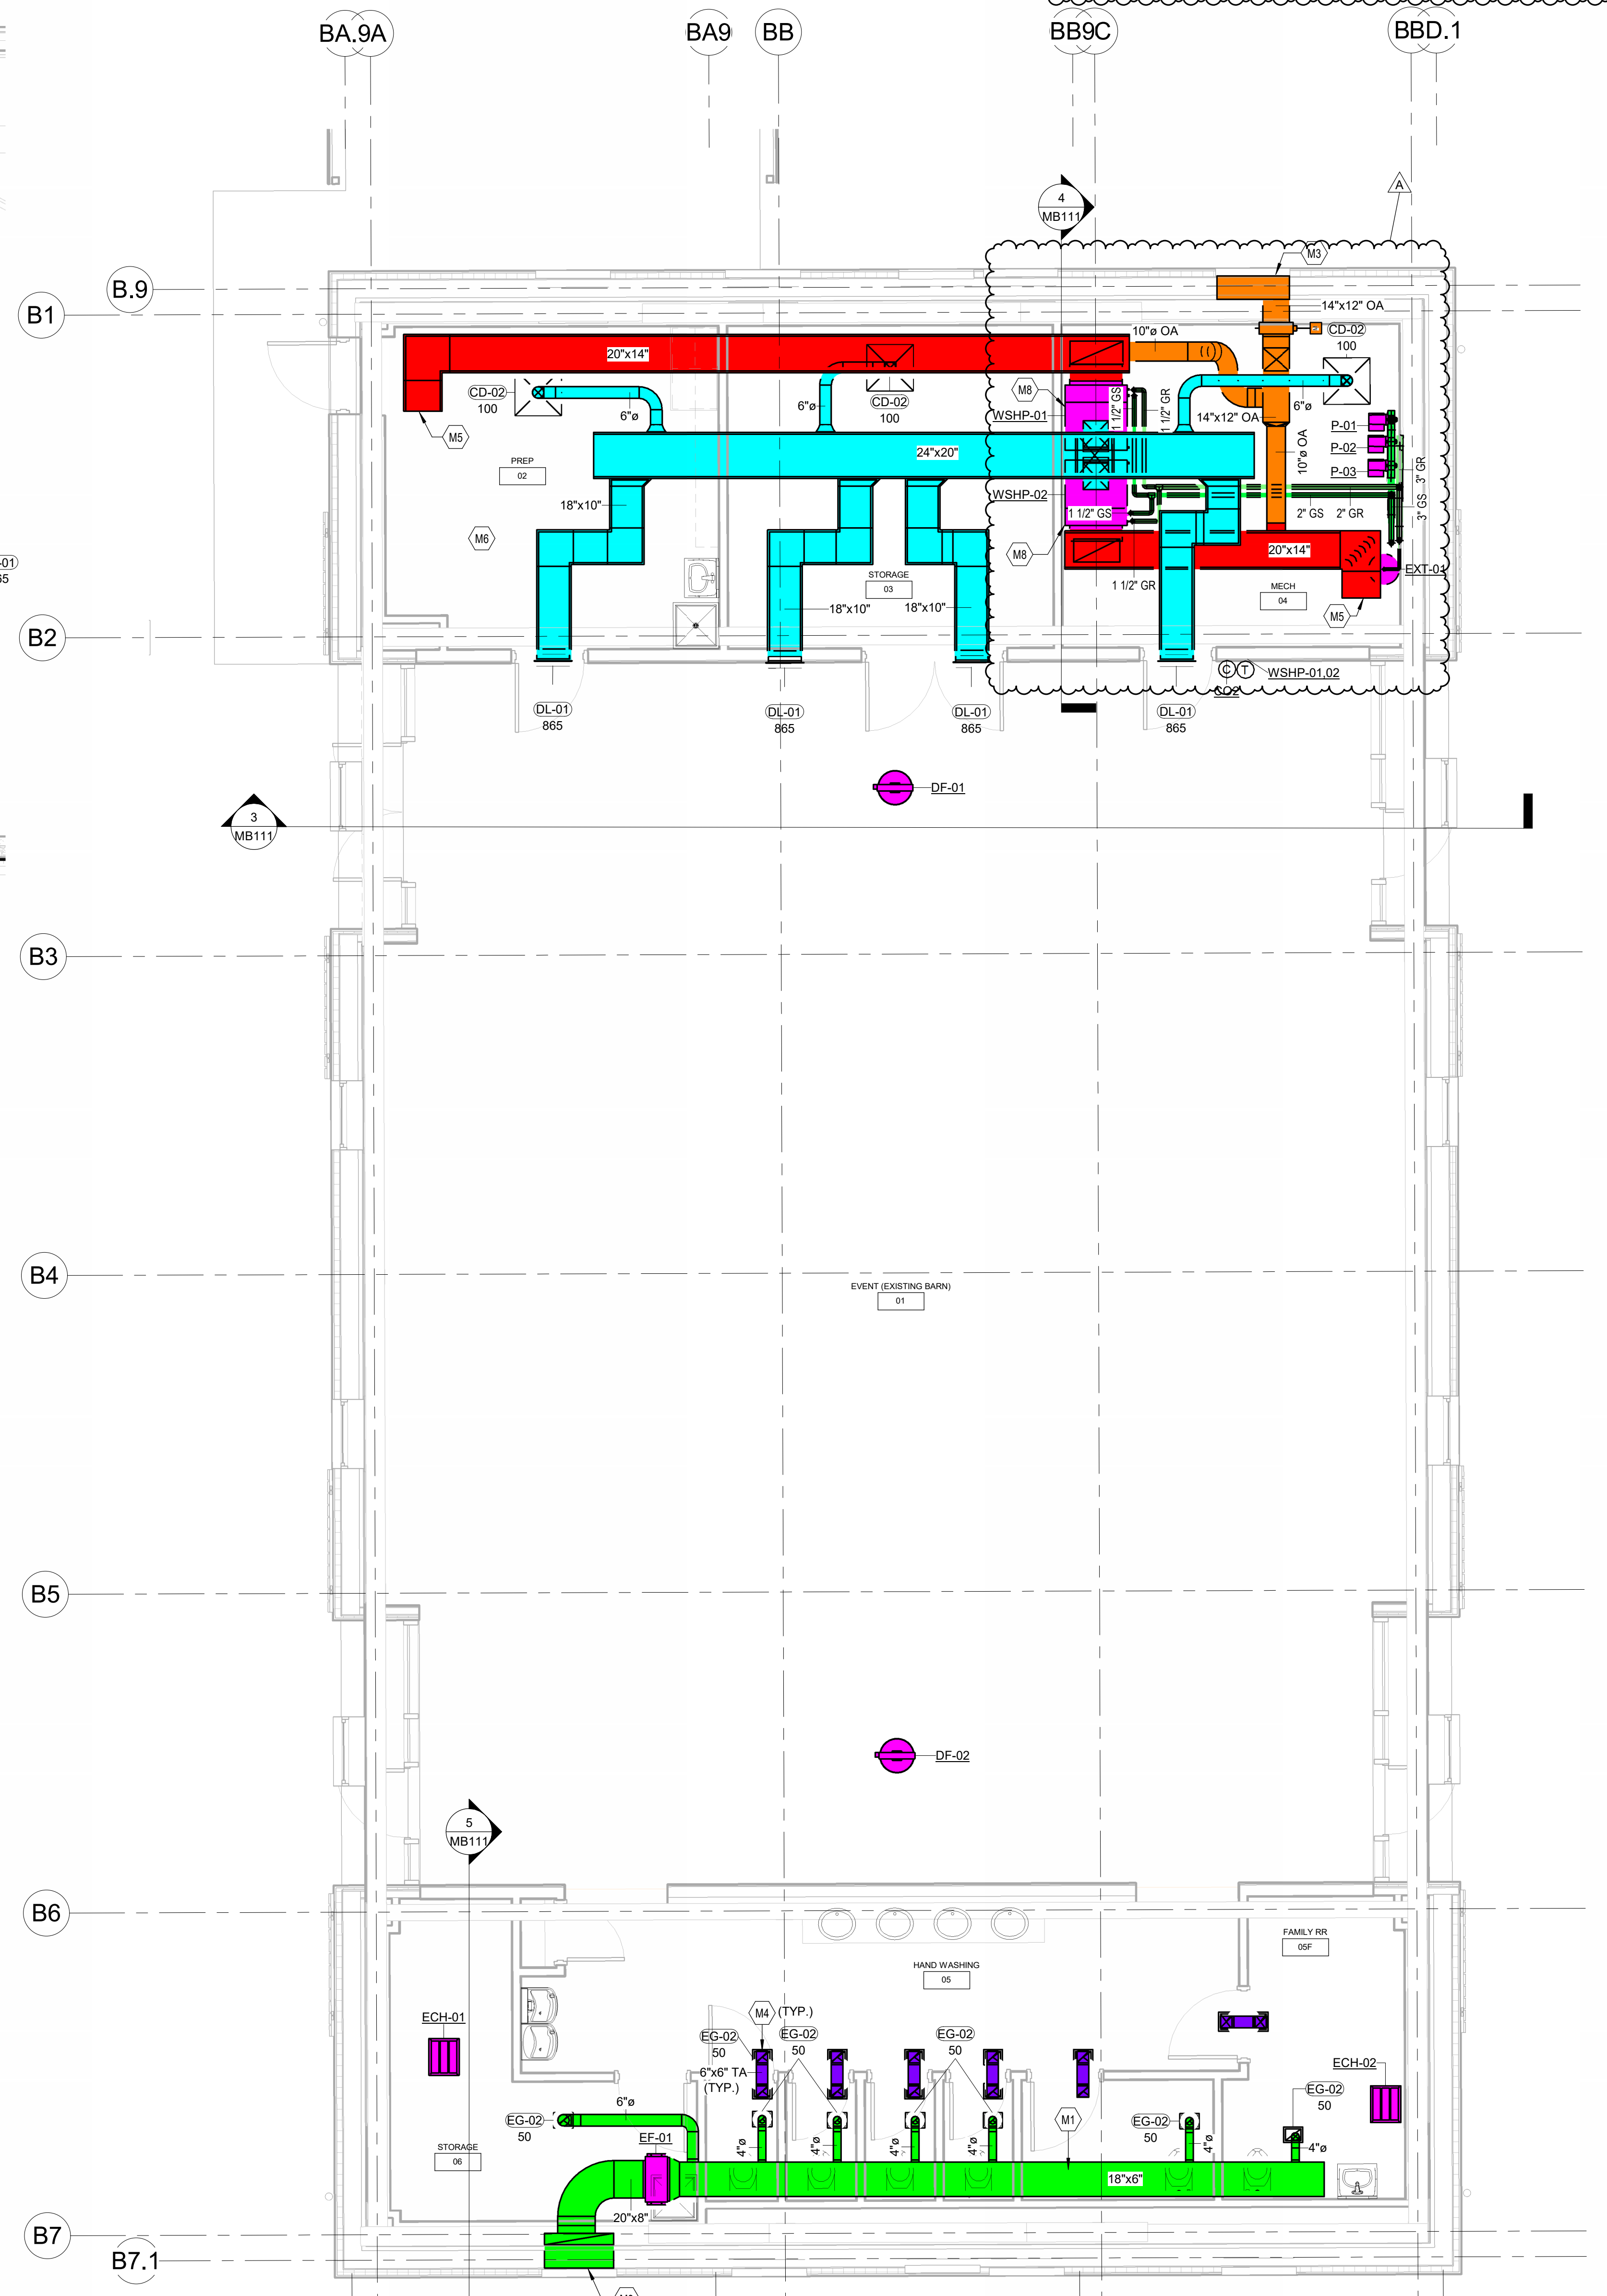 BA.9A
BA9
BB
BB9C
BBD.1
4
MB111
A
B.9
M3
B1
14"x12" OA
10"ø OA
CD-02
100
20"x14"
M8
1 1/2" GS
1 1/2" GR
CD-02
100
6"ø
6"ø
CD-02
100
WSHP-01
14"x12" OA
6"ø
P-01
M5
10"ø OA
P-02
24"x20"
PREP
02
P-03
3" GR
WSHP-02
18"x10"
1 1/2" GS
2" GS
2" GR
3" GS
M6
M8
20"x14"
-01
65
STORAGE
03
EXT-01
1 1/2" GR
MECH
04
18"x10"
18"x10"
M5
B2
C
T
WSHP-01,02
CO2
DL-01
865
DL-01
865
DL-01
865
DL-01
865
DF-01
3
MB111
B3
B4
EVENT (EXISTING BARN)
01
B5
DF-02
5
MB111
B6
FAMILY RR
05F
HAND WASHING
05
ECH-01
M4
(TYP.)
EG-02
50
EG-02
50
EG-02
50
ECH-02
6"x6" TA
(TYP.)
EG-02
50
6"ø
EG-02
50
M1
EG-02
50
EF-01
4"ø
4"ø
4"ø
4"ø
4"ø
4"ø
STORAGE
06
18"x6"
20"x8"
B7
B7.1